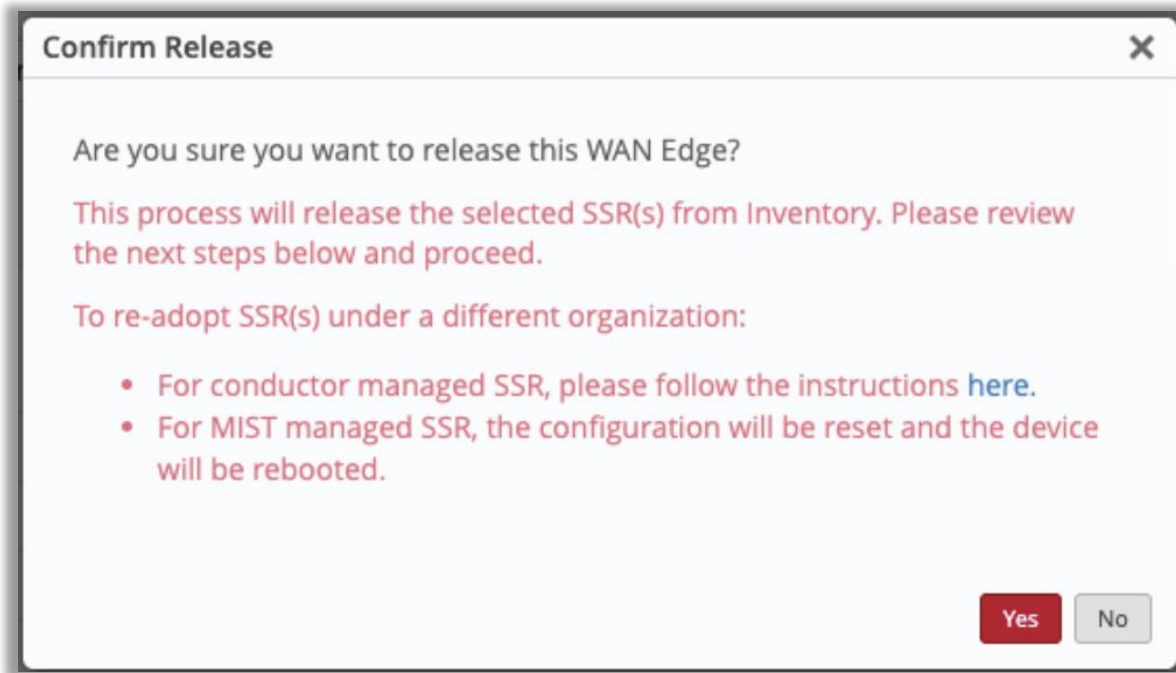 Confirm Release
Are you sure you want to release this WAN Edge?
This process will release the selected SSR(s) from Inventory. Please review
the next steps below and proceed.
To re-adopt SSR(s) under a different organization:
• For conductor managed SSR, please follow the instructions here.
• For MIST managed SSR, the configuration will be reset and the device
will be rebooted.
Yes No